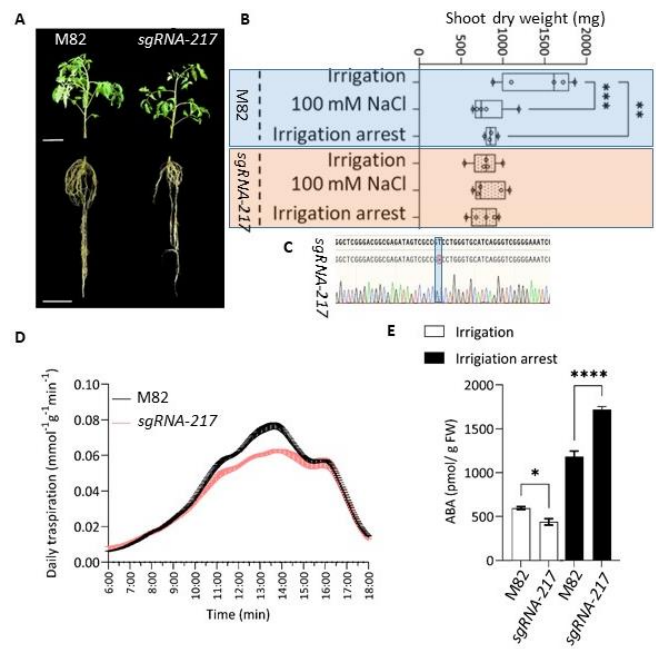 A
M82
sgRNA-217
B
Shoot dry weight (mg)
0
500
1000
1500
2000
M82
Irrigation
100 mM NaCl
Irrigation arrest
***
**
sgRNA-217
Irrigation
100 mM NaCl
Irrigation arrest
C
sgRNA-217
D
Daily traspiration (mmol⁻¹g⁻¹min⁻¹)
0.10
0.08
0.06
0.04
0.02
0.00
M82
sgRNA-217
6:00
7:00
8:00
9:00
10:00
11:00
12:00
13:00
14:00
15:00
16:00
17:00
18:00
Time (min)
E
Irrigation
Irrigiation arrest
ABA (pmol/ g FW)
2000
1500
1000
500
0
*
****
M82
sgRNA-217
M82
sgRNA-217